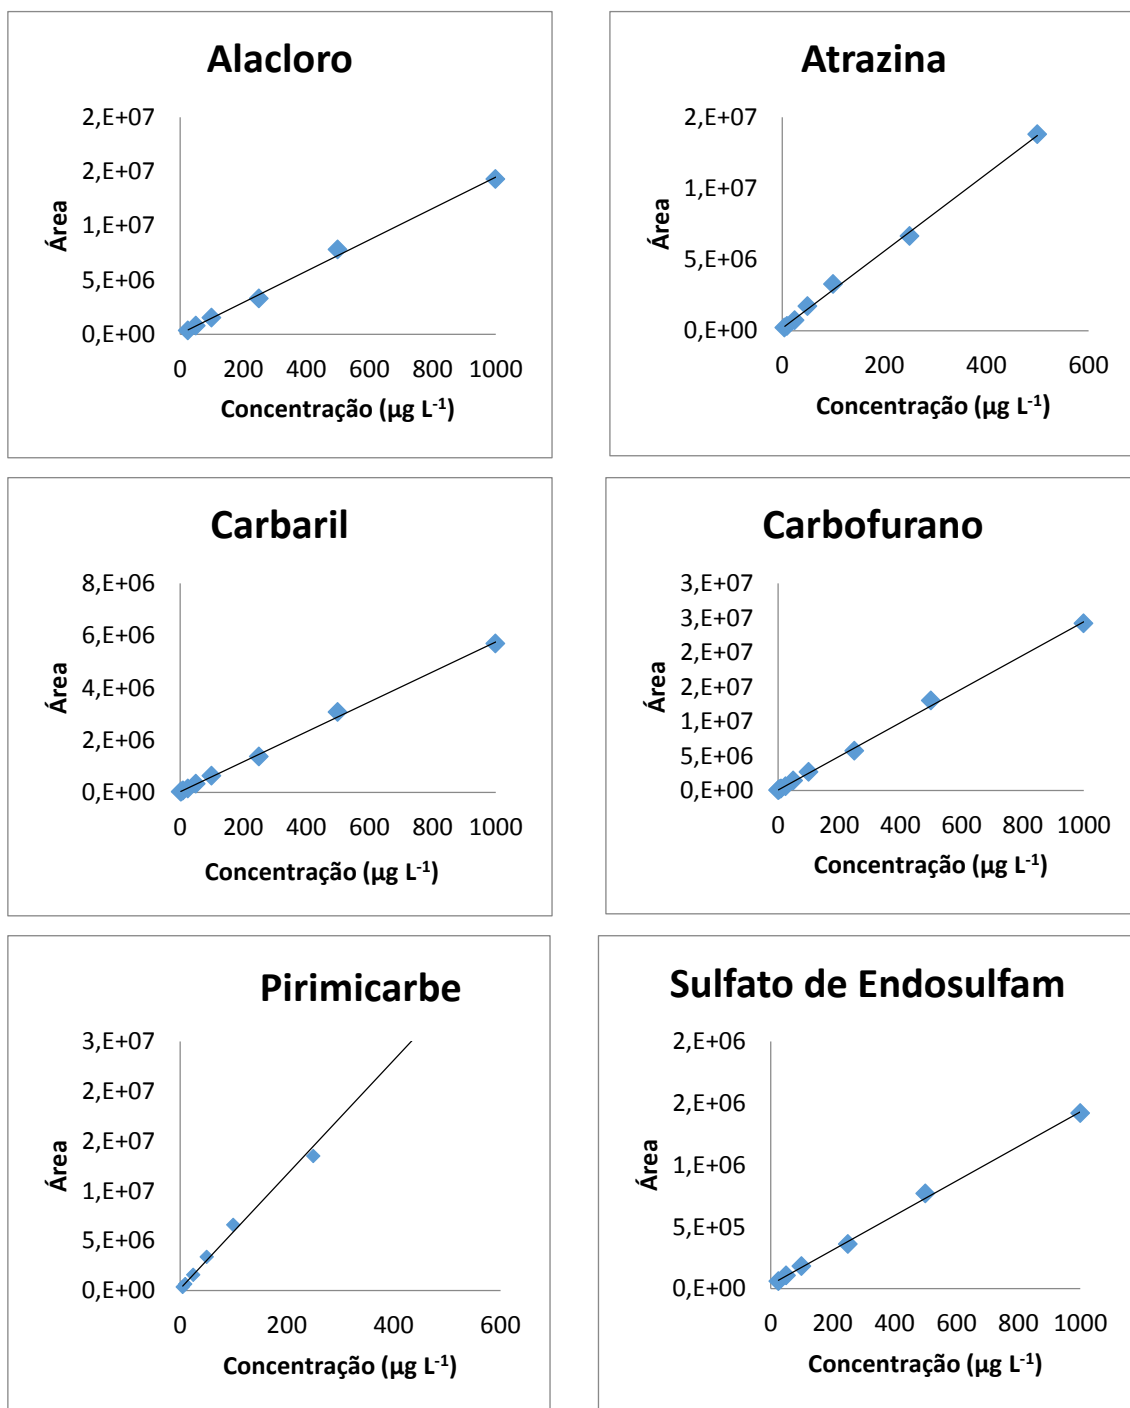 Alacloro
2,E+07
2,E+07
1,E+07
5,E+06
0,E+00
Área
0 200 400 600 800 1000
Concentração (µg L-1)
Atrazina
2,E+07
1,E+07
5,E+06
0,E+00
Área
0 200 400 600
Concentração (µg L-1)
Carbaril
8,E+06
6,E+06
4,E+06
2,E+06
0,E+00
Área
0 200 400 600 800 1000
Concentração (µg L-1)
Carbofurano
3,E+07
3,E+07
2,E+07
2,E+07
1,E+07
5,E+06
0,E+00
Área
0 200 400 600 800 1000
Concentração (µg L-1)
Pirimicarbe
3,E+07
2,E+07
2,E+07
1,E+07
5,E+06
0,E+00
Área
0 200 400 600
Concentração (µg L-1)
Sulfato de Endosulfam
2,E+06
2,E+06
1,E+06
5,E+05
0,E+00
Área
0 200 400 600 800 1000
Concentração (µg L-1)